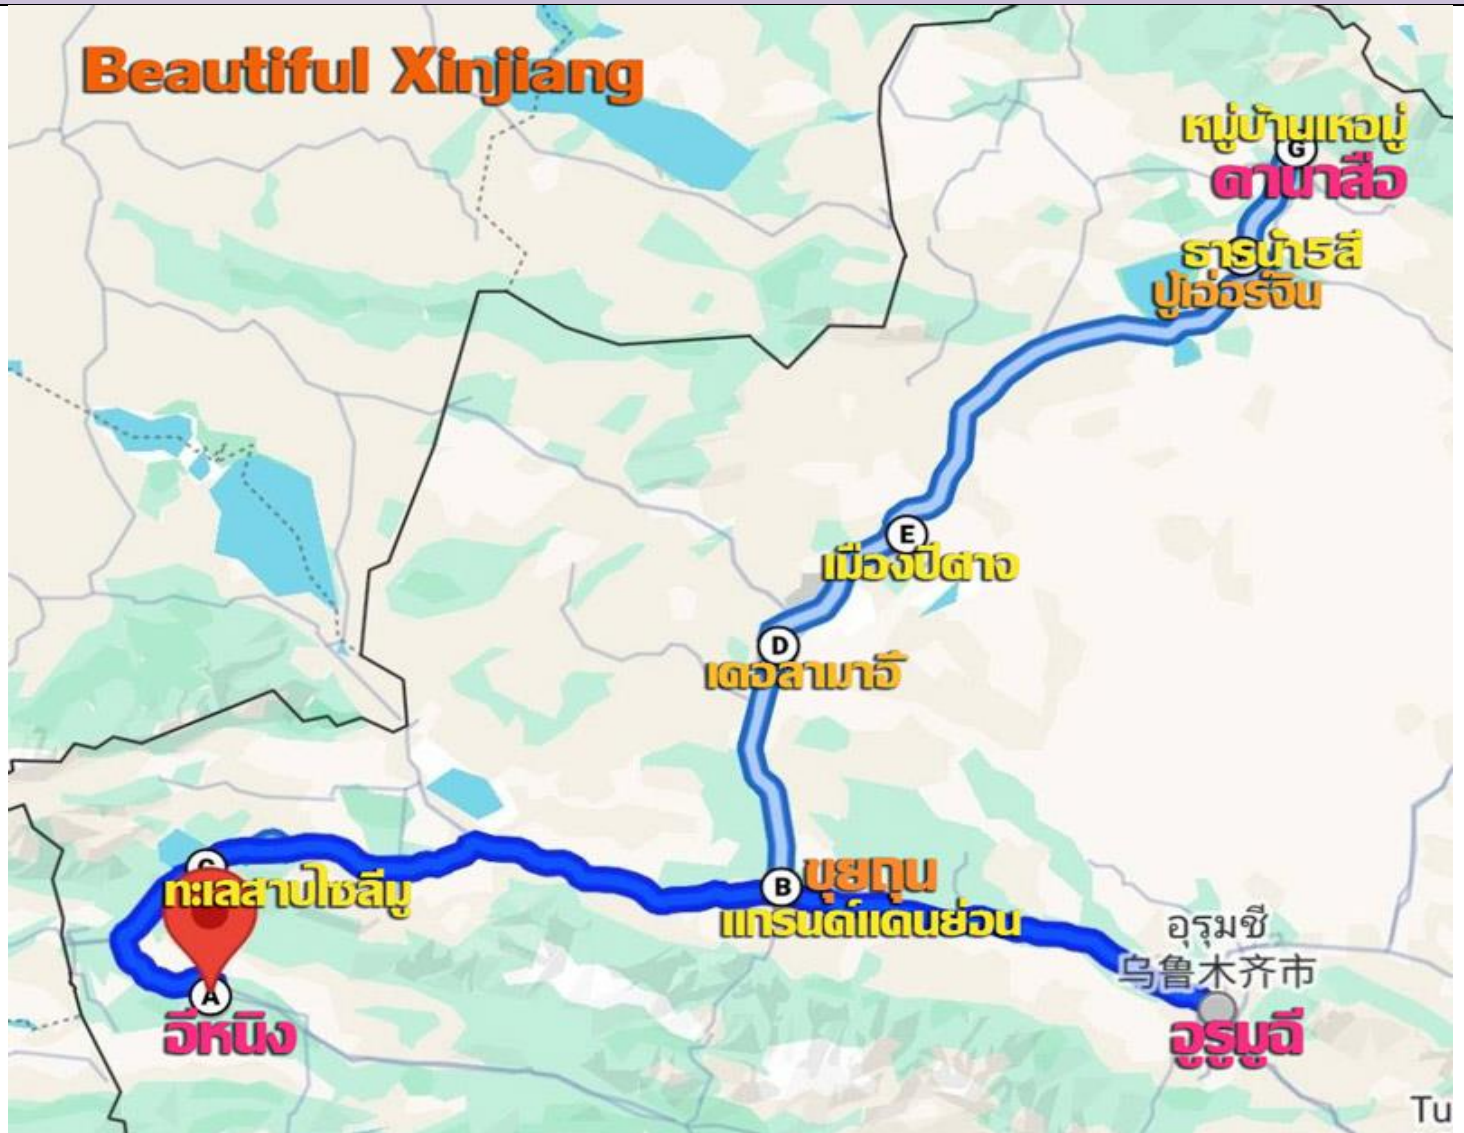 Beautiful Xinjiang
หมู่บ้านเหอมู่
G
คานาสือ
ธารน้ำ5สี
ปู้เอ่อร์จิน
E
เมืองปีศาจ
D
เคอลามาอี
C
ทะเลสาบไซลีมู
B
ขุยถุน
แกรนด์แคนย่อน
อุรุมชี
乌鲁木齐市
อูรูมูฉี
A
อีหนิง
Tu